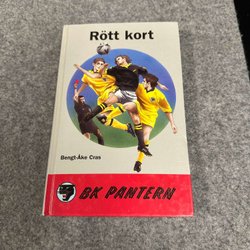 Rött kort
Bengt-Åke Cras
BK PANTERN